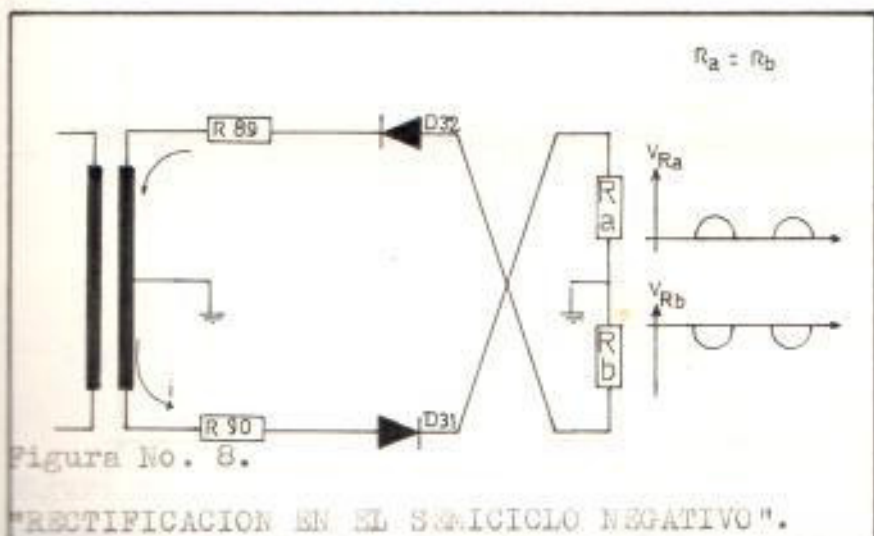 Ra = Rb
R 89
D32
VRa
Ra
VRb
Rb
i
R 90
D31
Figura No. 8.
"RECTIFICACION EN EL SEMICICLO NEGATIVO".